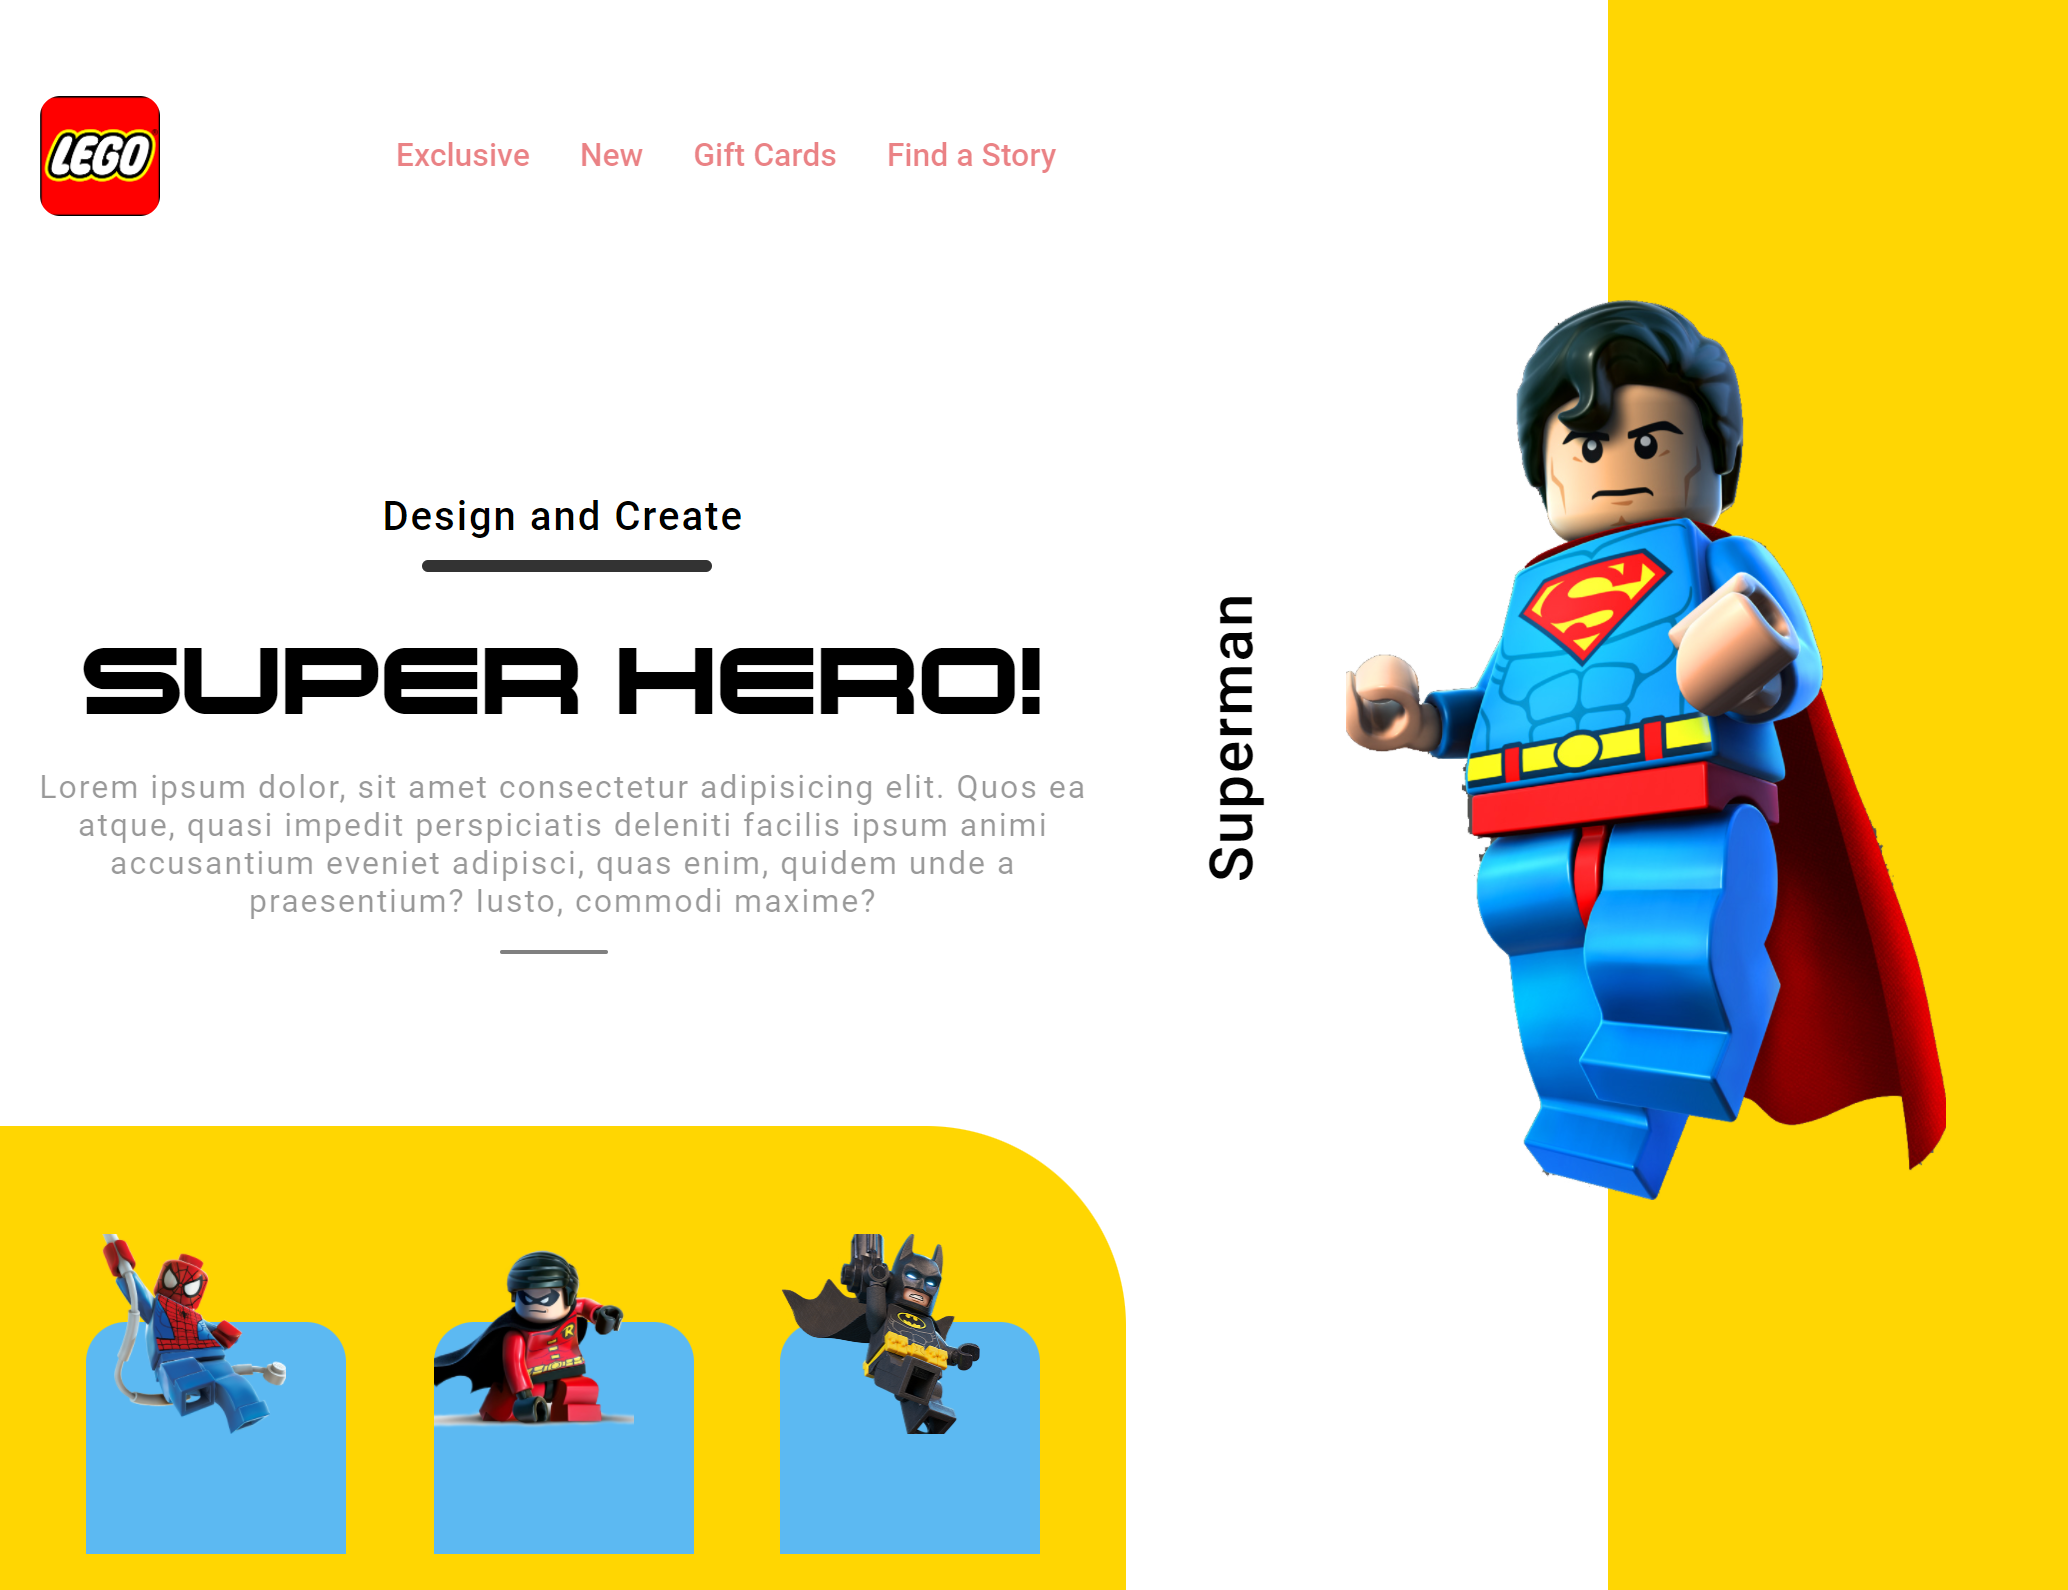 LEGO
Exclusive New Gift Cards Find a Story
Design and Create
SUPER HERO!
Lorem ipsum dolor, sit amet consectetur adipisicing elit. Quos ea
atque, quasi impedit perspiciatis deleniti facilis ipsum animi
accusantium eveniet adipisci, quas enim, quidem unde a
praesentium? Iusto, commodi maxime?
Superman
S
R